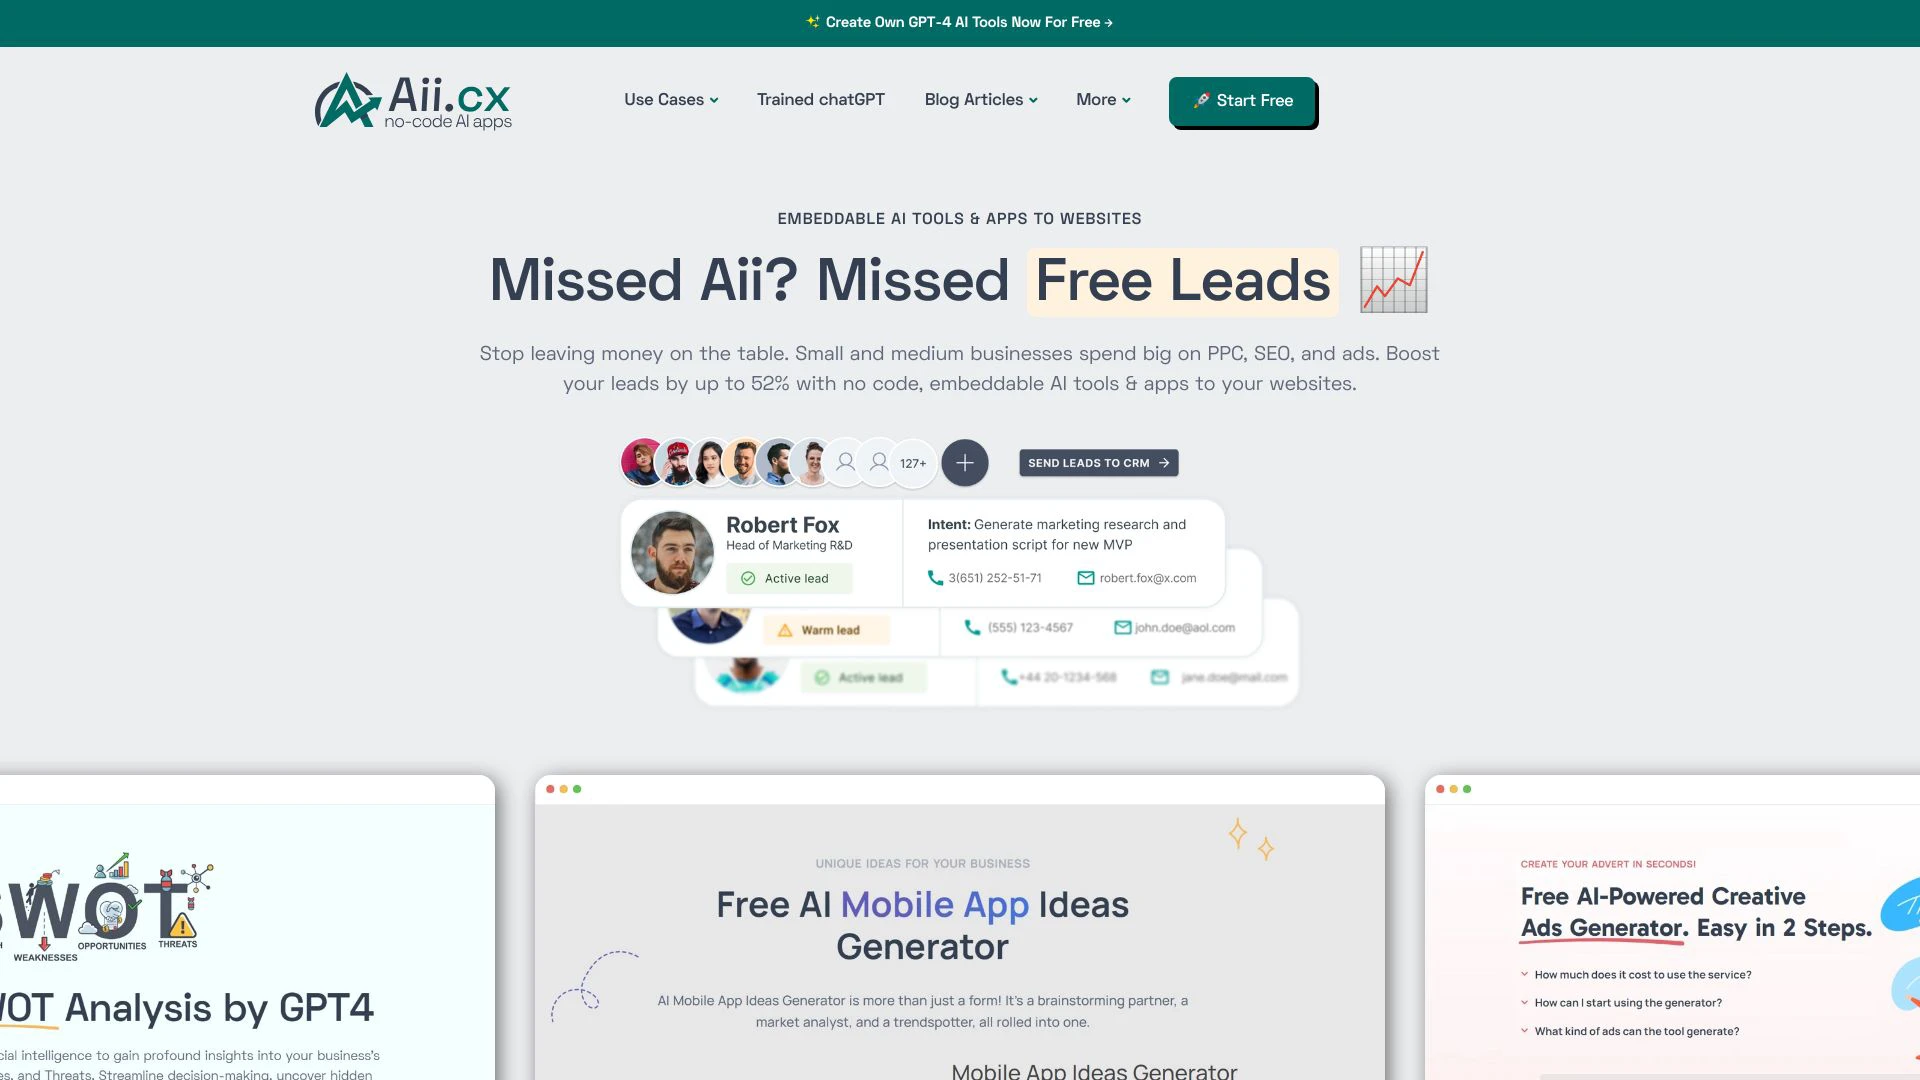 ✨ Create Own GPT-4 AI Tools Now For Free →
Aii.cx
no-code AI apps
Use Cases
Trained chatGPT
Blog Articles
More
🚀 Start Free
EMBEDDABLE AI TOOLS & APPS TO WEBSITES
Missed Aii? Missed Free Leads 📈
Stop leaving money on the table. Small and medium businesses spend big on PPC, SEO, and ads. Boost
your leads by up to 52% with no code, embeddable AI tools & apps to your websites.
127+
SEND LEADS TO CRM →
Robert Fox
Head of Marketing R&D
Active lead
Intent: Generate marketing research and
presentation script for new MVP
3(651) 252-51-71
robert.fox@x.com
Warm lead
(555) 123-4567
john.doe@aol.com
Active lead
+44 20-1234-568
jane.doe@mail.com
SWOT
WEAKNESSES
OPPORTUNITIES
THREATS
Analysis by GPT4
intelligence to gain profound insights into your business's
and Threats. Streamline decision-making, uncover hidden
UNIQUE IDEAS FOR YOUR BUSINESS
Free AI Mobile App Ideas
Generator
AI Mobile App Ideas Generator is more than just a form! It's a brainstorming partner, a
market analyst, and a trendspotter, all rolled into one.
Mobile App Ideas Generator
CREATE YOUR ADVERT IN SECONDS!
Free AI-Powered Creative
Ads Generator. Easy in 2 Steps.
How much does it cost to use the service?
How can I start using the generator?
What kind of ads can the tool generate?